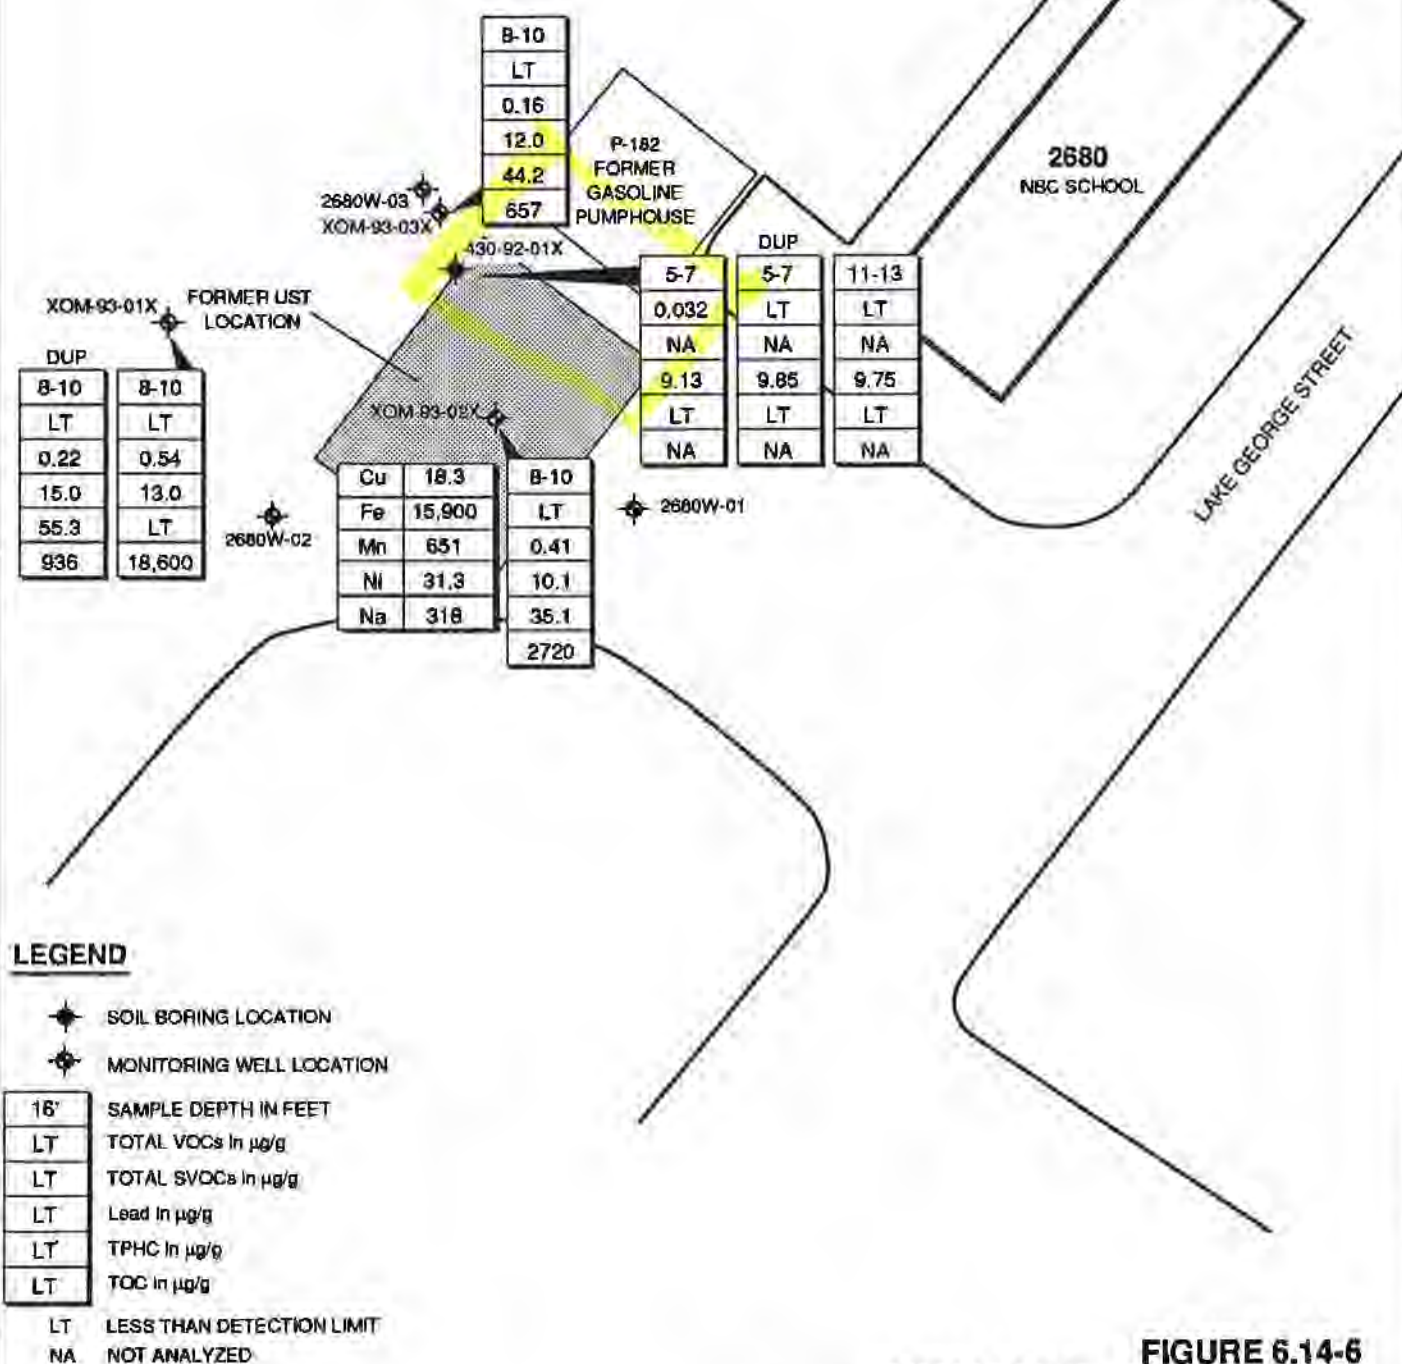 8-10
LT
0.16
12.0
44.2
657
P-182
FORMER
GASOLINE
PUMPHOUSE
2680
NBC SCHOOL
2680W-03
XOM-93-03X
430-92-01X
DUP
5-7
0.032
NA
9.13
LT
NA
5-7
LT
NA
9.85
LT
NA
11-13
LT
NA
9.75
LT
NA
XOM-93-01X
FORMER UST
LOCATION
DUP
8-10
LT
0.22
15.0
55.3
936
8-10
LT
0.54
13.0
LT
18,600
XOM-93-02X
2680W-02
Cu 18.3
Fe 15,900
Mn 651
Ni 31.3
Na 318
8-10
LT
0.41
10.1
35.1
2720
2680W-01
LAKE GEORGE STREET
LEGEND
SOIL BORING LOCATION
MONITORING WELL LOCATION
16' SAMPLE DEPTH IN FEET
LT TOTAL VOCs in µg/g
LT TOTAL SVOCs in µg/g
LT Lead in µg/g
LT TPHC in µg/g
LT TOC in µg/g
LT LESS THAN DETECTION LIMIT
NA NOT ANALYZED
FIGURE 6.14-6